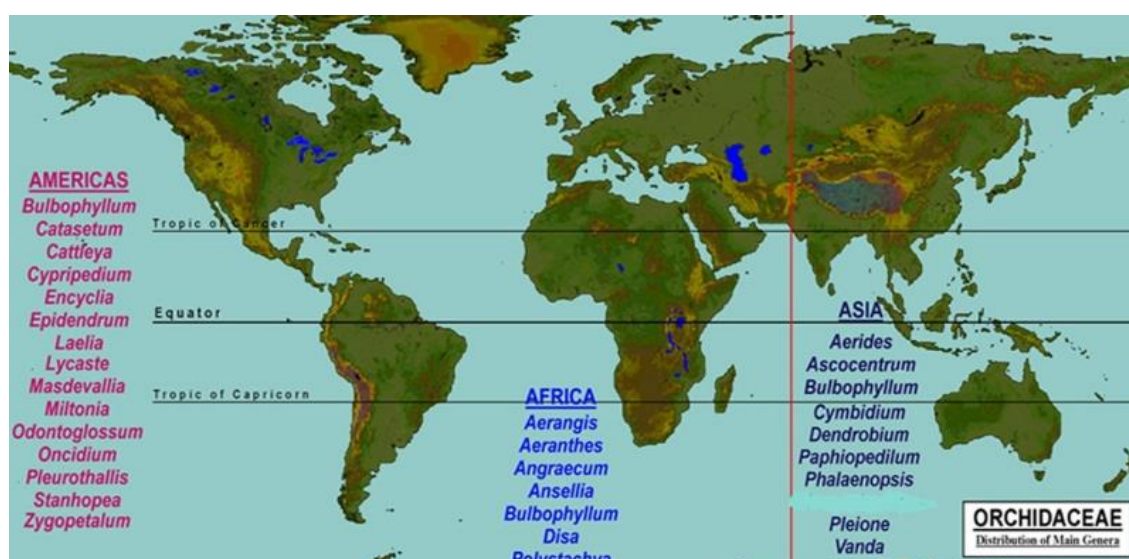 AMERICAS
Bulbophyllum
Catasetum
Cattleya
Cypripedium
Encyclia
Epidendrum
Laelia
Lycaste
Masdevallia
Miltonia
Odontoglossum
Oncidium
Pleurothallis
Stanhopea
Zygopetalum
Tropic of Cancer
Equator
Tropic of Capricorn
AFRICA
Aerangis
Aeranthes
Angraecum
Ansellia
Bulbophyllum
Disa
Polystachya
ASIA
Aerides
Ascocentrum
Bulbophyllum
Cymbidium
Dendrobium
Paphiopedilum
Phalaenopsis
Pleione
Vanda
ORCHIDACEAE
Distribution of Main Genera